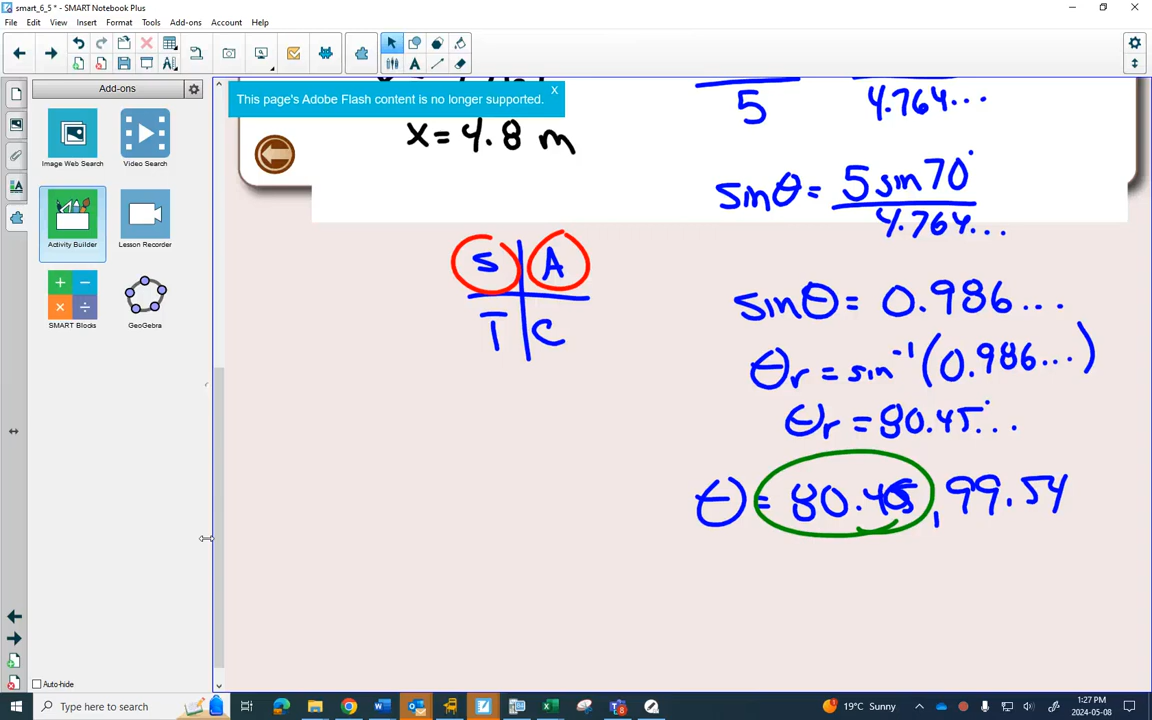 smart_6_5 * - SMART Notebook Plus
File Edit View Insert Format Tools Add-ons Account Help
Add-ons
This page's Adobe Flash content is no longer supported. X
Image Web Search Video Search
Activity Builder Lesson Recorder
SMART Blocks GeoGebra
Auto-hide
x = 4.8 m
5 4.764...
sinθ = 5 sin70° / 4.764...
S A
T C
sinθ = 0.986...
θr = sin⁻¹(0.986...)
θr = 80.45°...
θ = 80.45, 99.54
Type here to search
19°C Sunny
1:27 PM
2024-05-08